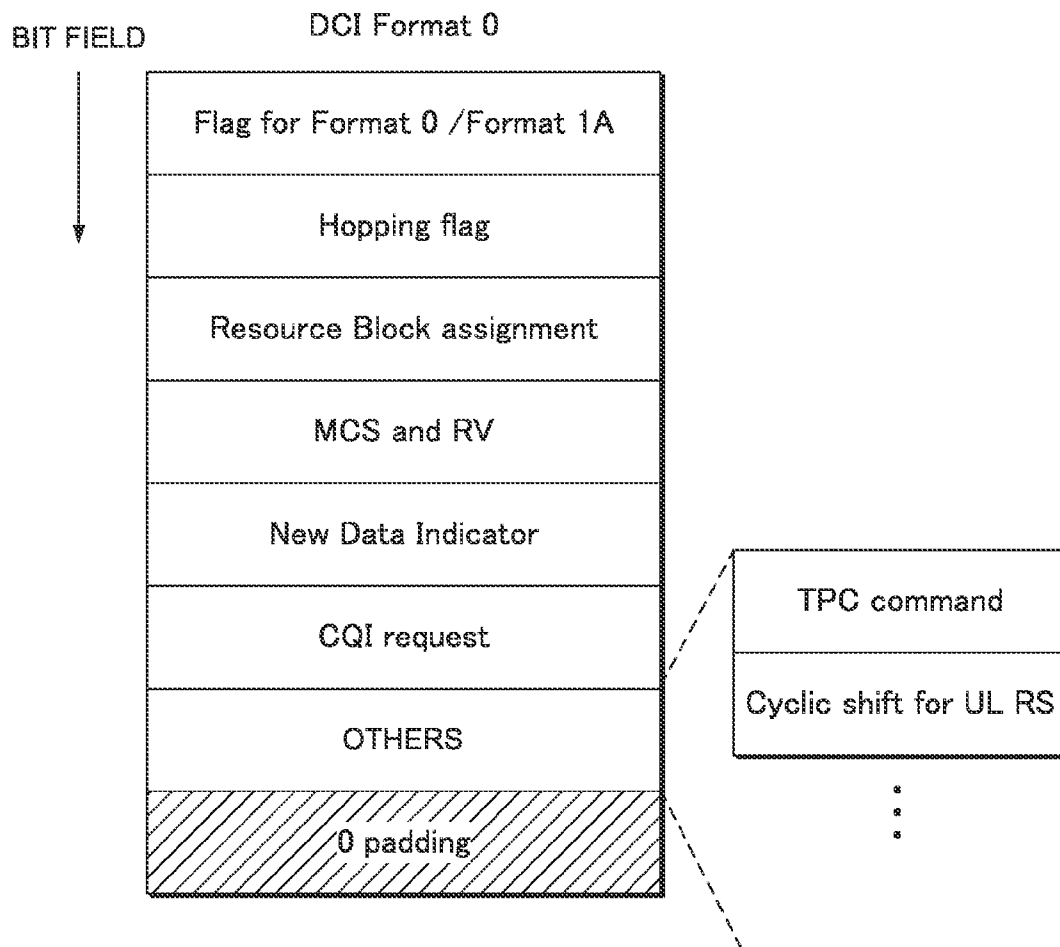 DCI Format 0
BIT FIELD
Flag for Format 0 /Format 1A
Hopping flag
Resource Block assignment
MCS and RV
New Data Indicator
CQI request
OTHERS
0 padding
TPC command
Cyclic shift for UL RS